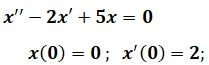 x′′ − 2x′ + 5x = 0
x(0) = 0 ; x′(0) = 2;